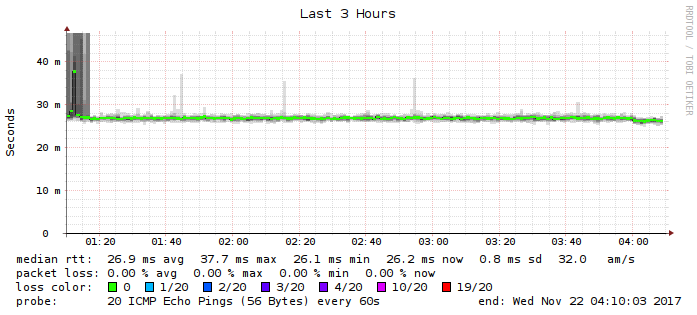 Last 3 Hours
RRDTOOL / TOBI OETIKER
Seconds
40 m
30 m
20 m
10 m
0
01:20 01:40 02:00 02:20 02:40 03:00 03:20 03:40 04:00
median rtt: 26.9 ms avg 37.7 ms max 26.1 ms min 26.2 ms now 0.8 ms sd 32.0 am/s
packet loss: 0.00 % avg 0.00 % max 0.00 % min 0.00 % now
loss color: 0 1/20 2/20 3/20 4/20 10/20 19/20
probe: 20 ICMP Echo Pings (56 Bytes) every 60s end: Wed Nov 22 04:10:03 2017